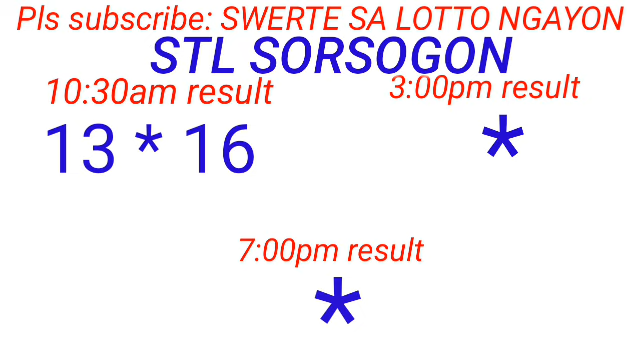 Pls subscribe: SWERTE SA LOTTO NGAYON
STL SORSOGON
10:30am result
3:00pm result
13 * 16
*
7:00pm result
*